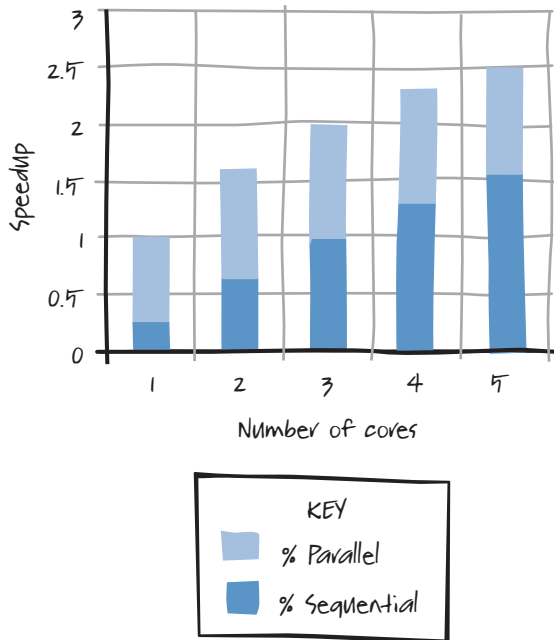 3
2.5
2
1.5
1
0.5
0
Speedup
1 2 3 4 5
Number of cores
KEY
% Parallel
% Sequential